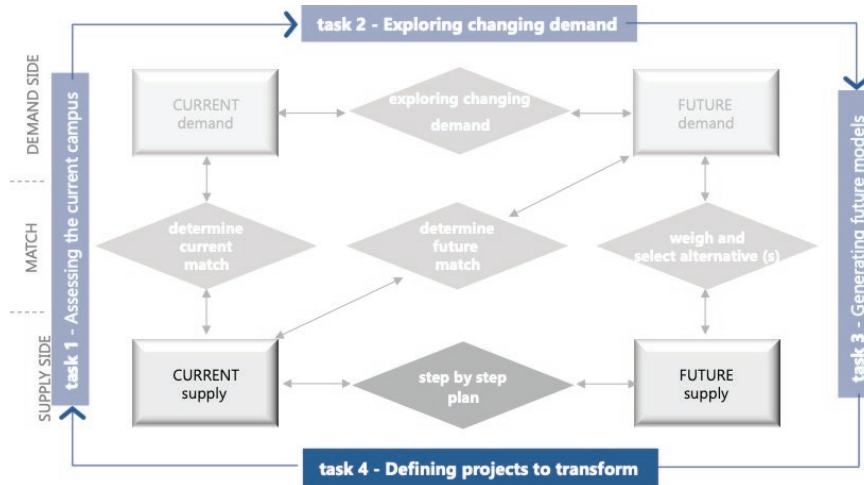 task 2 - Exploring changing demand
DEMAND SIDE
MATCH
SUPPLY SIDE
task 1 - Assessing the current campus
CURRENT
demand
exploring changing
demand
FUTURE
demand
determine
current
match
determine
future
match
weigh and
select alternative (s)
CURRENT
supply
step by step
plan
FUTURE
supply
task 3 - Generating future models
task 4 - Defining projects to transform